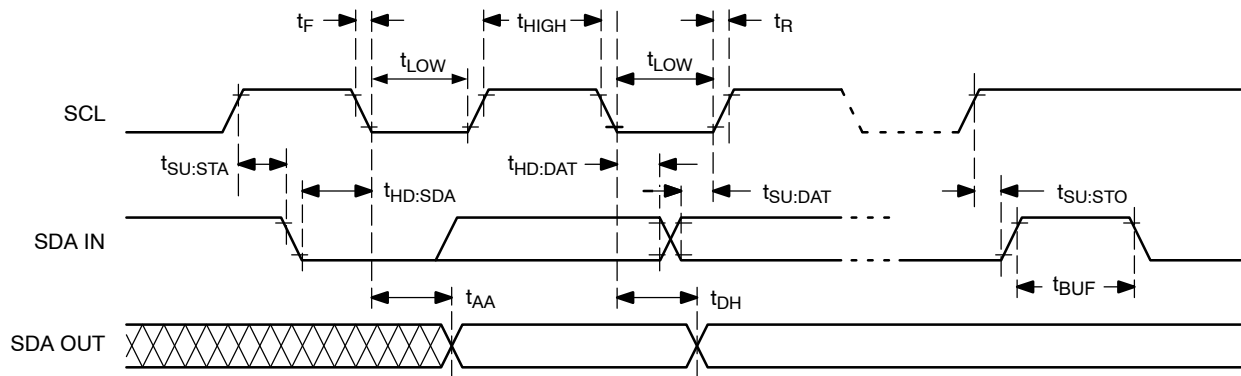 tF
tHIGH
tR
tLOW
tLOW
SCL
tSU:STA
tHD:SDA
tHD:DAT
tSU:DAT
tSU:STO
SDA IN
tBUF
tAA
tDH
SDA OUT